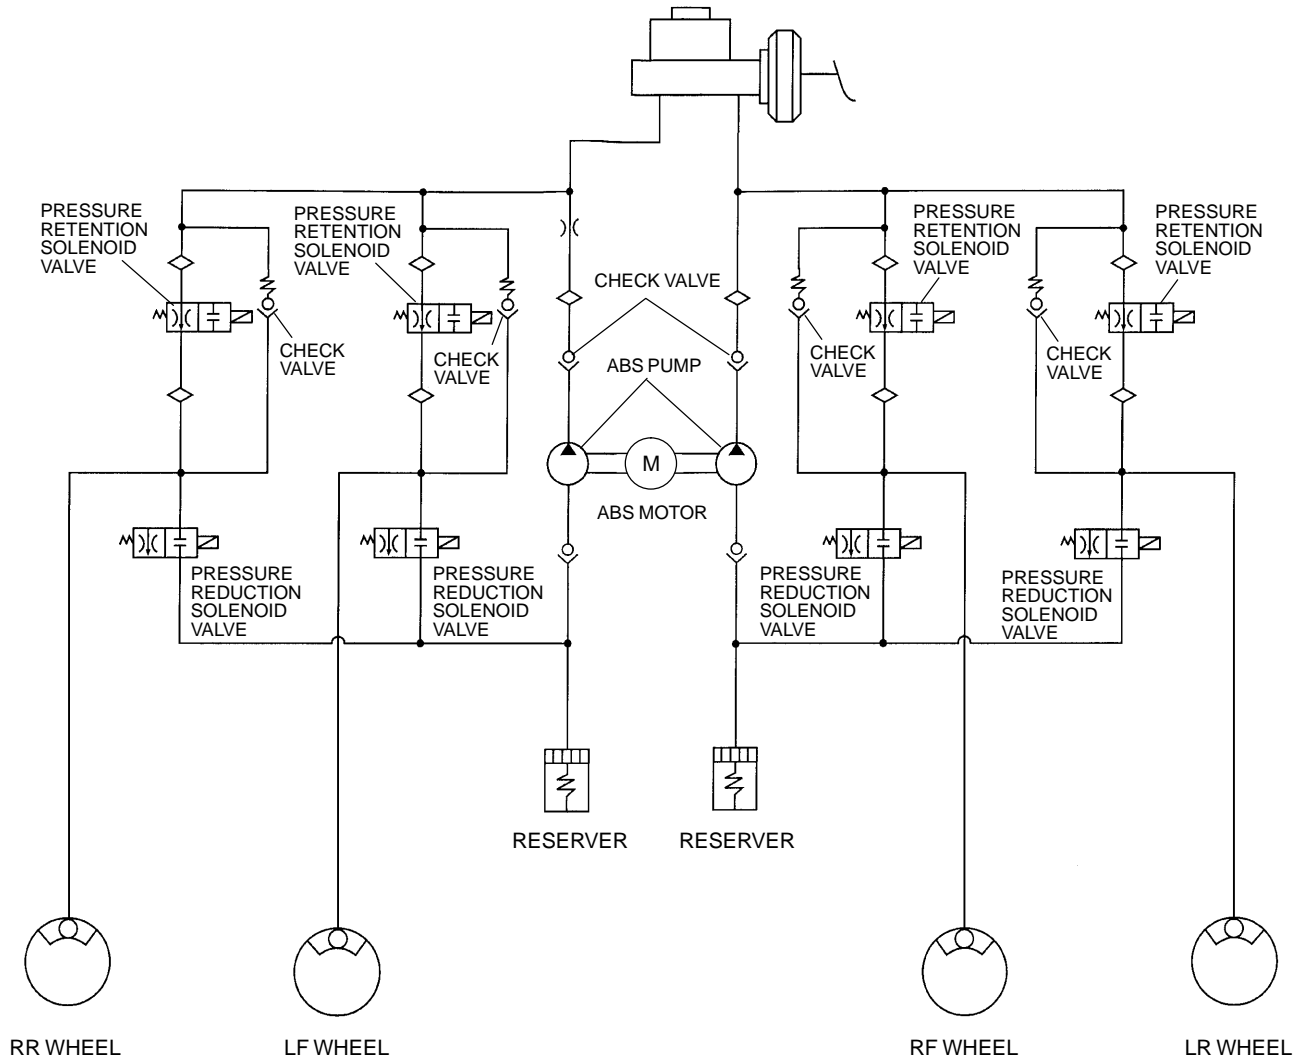 PRESSURE
RETENTION
SOLENOID
VALVE
PRESSURE
RETENTION
SOLENOID
VALVE
PRESSURE
RETENTION
SOLENOID
VALVE
PRESSURE
RETENTION
SOLENOID
VALVE
CHECK VALVE
CHECK
VALVE
CHECK
VALVE
ABS PUMP
CHECK
VALVE
CHECK
VALVE
M
ABS MOTOR
PRESSURE
REDUCTION
SOLENOID
VALVE
PRESSURE
REDUCTION
SOLENOID
VALVE
PRESSURE
REDUCTION
SOLENOID
VALVE
PRESSURE
REDUCTION
SOLENOID
VALVE
RESERVER
RESERVER
RR WHEEL
LF WHEEL
RF WHEEL
LR WHEEL